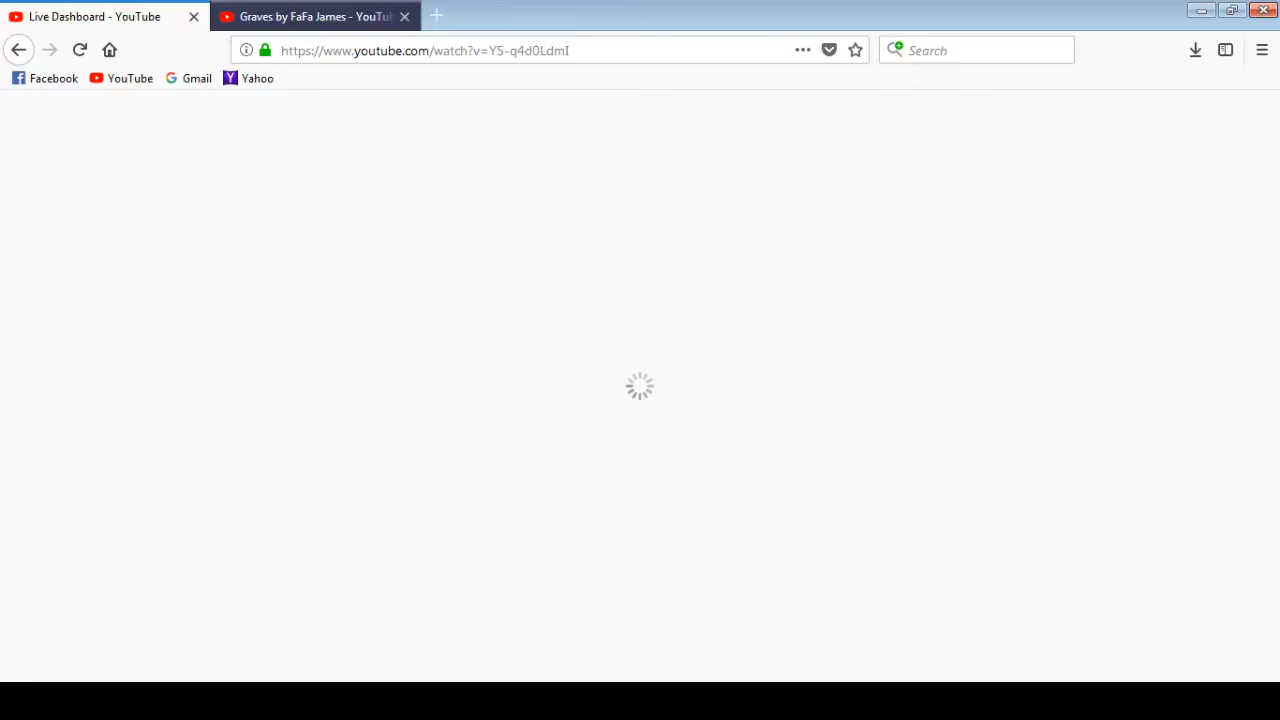 Live Dashboard - YouTube
Graves by FaFa James - YouTu
https://www.youtube.com/watch?v=Y5-q4d0LdmI
Search
Facebook
YouTube
Gmail
Yahoo